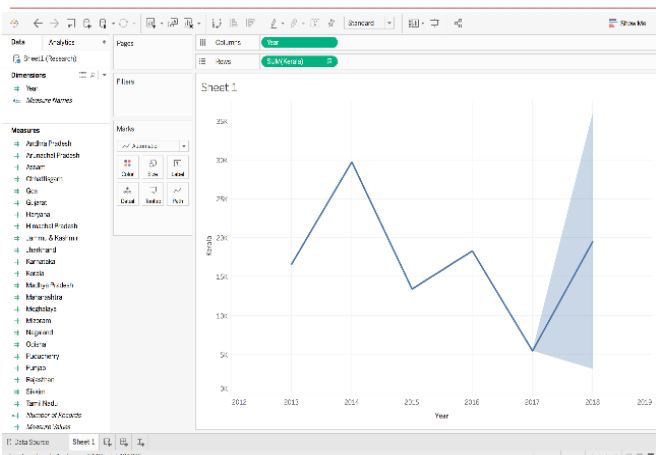 Standard
Show Me
Data
Analytics
Pages
Columns
Year
Sheet1 (Research)
Rows
SUM(Kerala)
Dimensions
Year
Measure Names
Filters
Sheet 1
Measures
Andhra Pradesh
Arunachal Pradesh
Assam
Chhattisgarh
Goa
Gujarat
Haryana
Himachal Pradesh
Jammu & Kashmir
Jharkhand
Karnataka
Kerala
Madhya Pradesh
Maharashtra
Meghalaya
Mizoram
Nagaland
Odisha
Puducherry
Punjab
Rajasthan
Sikkim
Tamil Nadu
Number of Records
Measure Values
Marks
Automatic
Color
Size
Label
Detail
Tooltip
Path
35K
30K
25K
20K
15K
10K
5K
0K
Kerala
2012
2013
2014
2015
2016
2017
2018
2019
Year
Data Source
Sheet 1